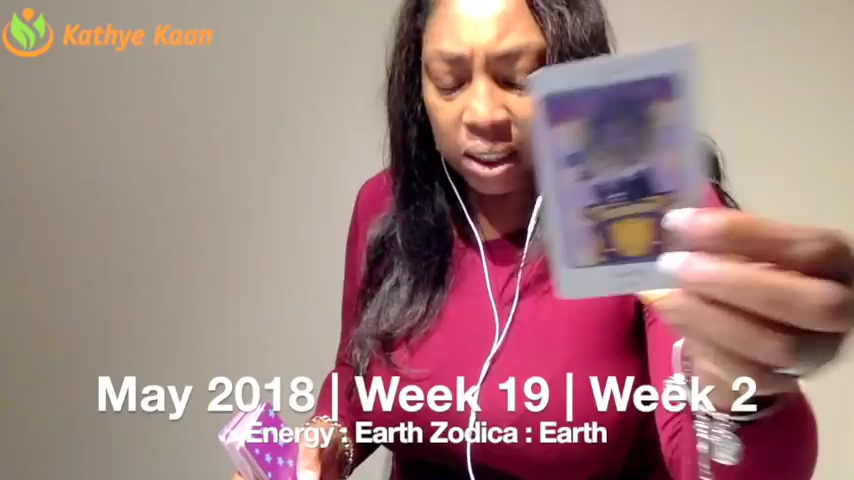 Kathye Kaan
May 2018 | Week 19 | Week 2
Energy : Earth Zodica : Earth